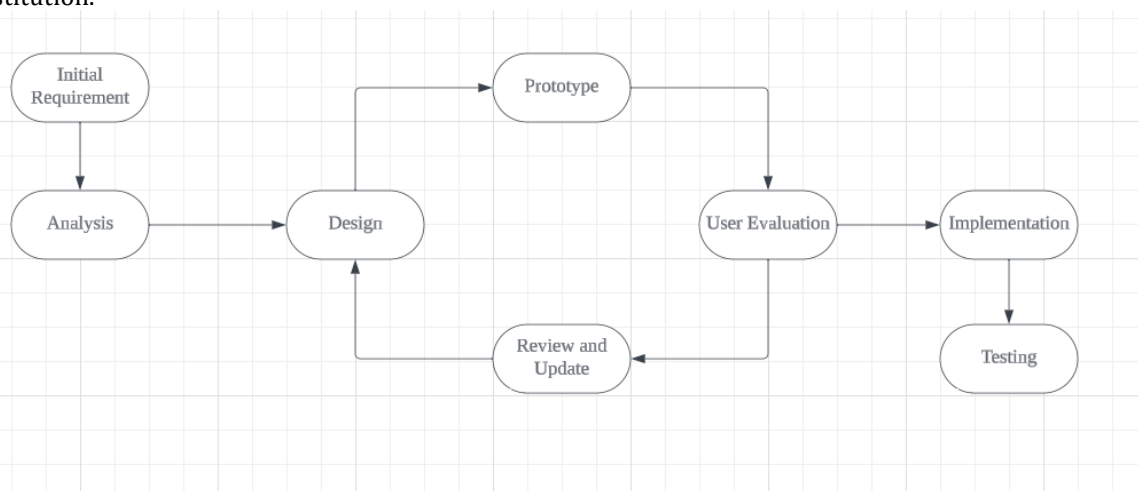 Initial
Requirement
Prototype
Analysis
Design
User Evaluation
Implementation
Review and
Update
Testing